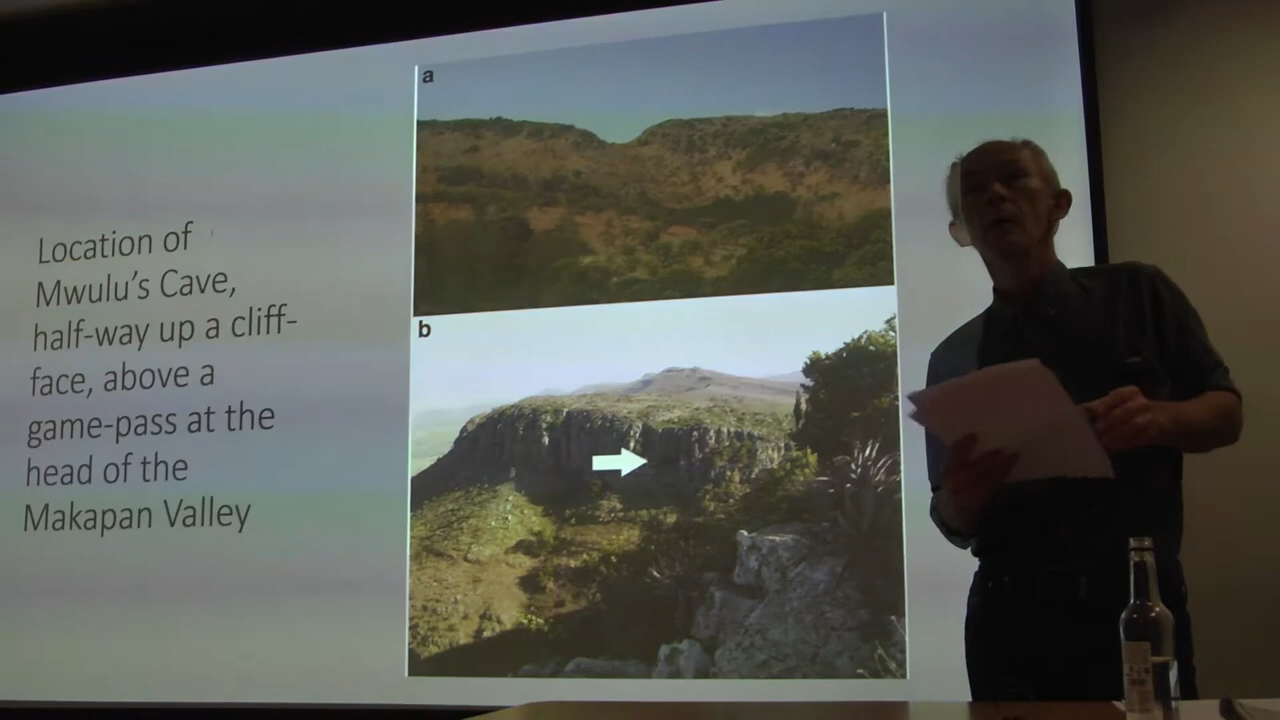 Location of
Mwulu's Cave,
half-way up a cliff-
face, above a
game-pass at the
head of the
Makapan Valley
a
b